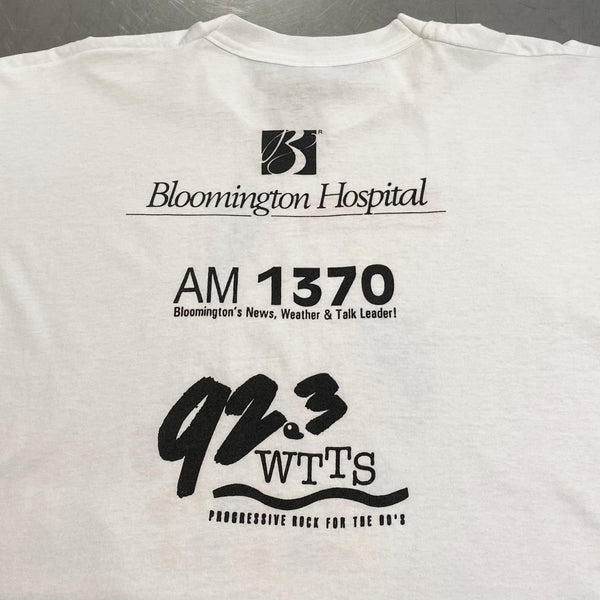 B®
Bloomington Hospital
AM 1370
Bloomington's News, Weather & Talk Leader!
92.3
WTTS
PROGRESSIVE ROCK FOR THE 90'S